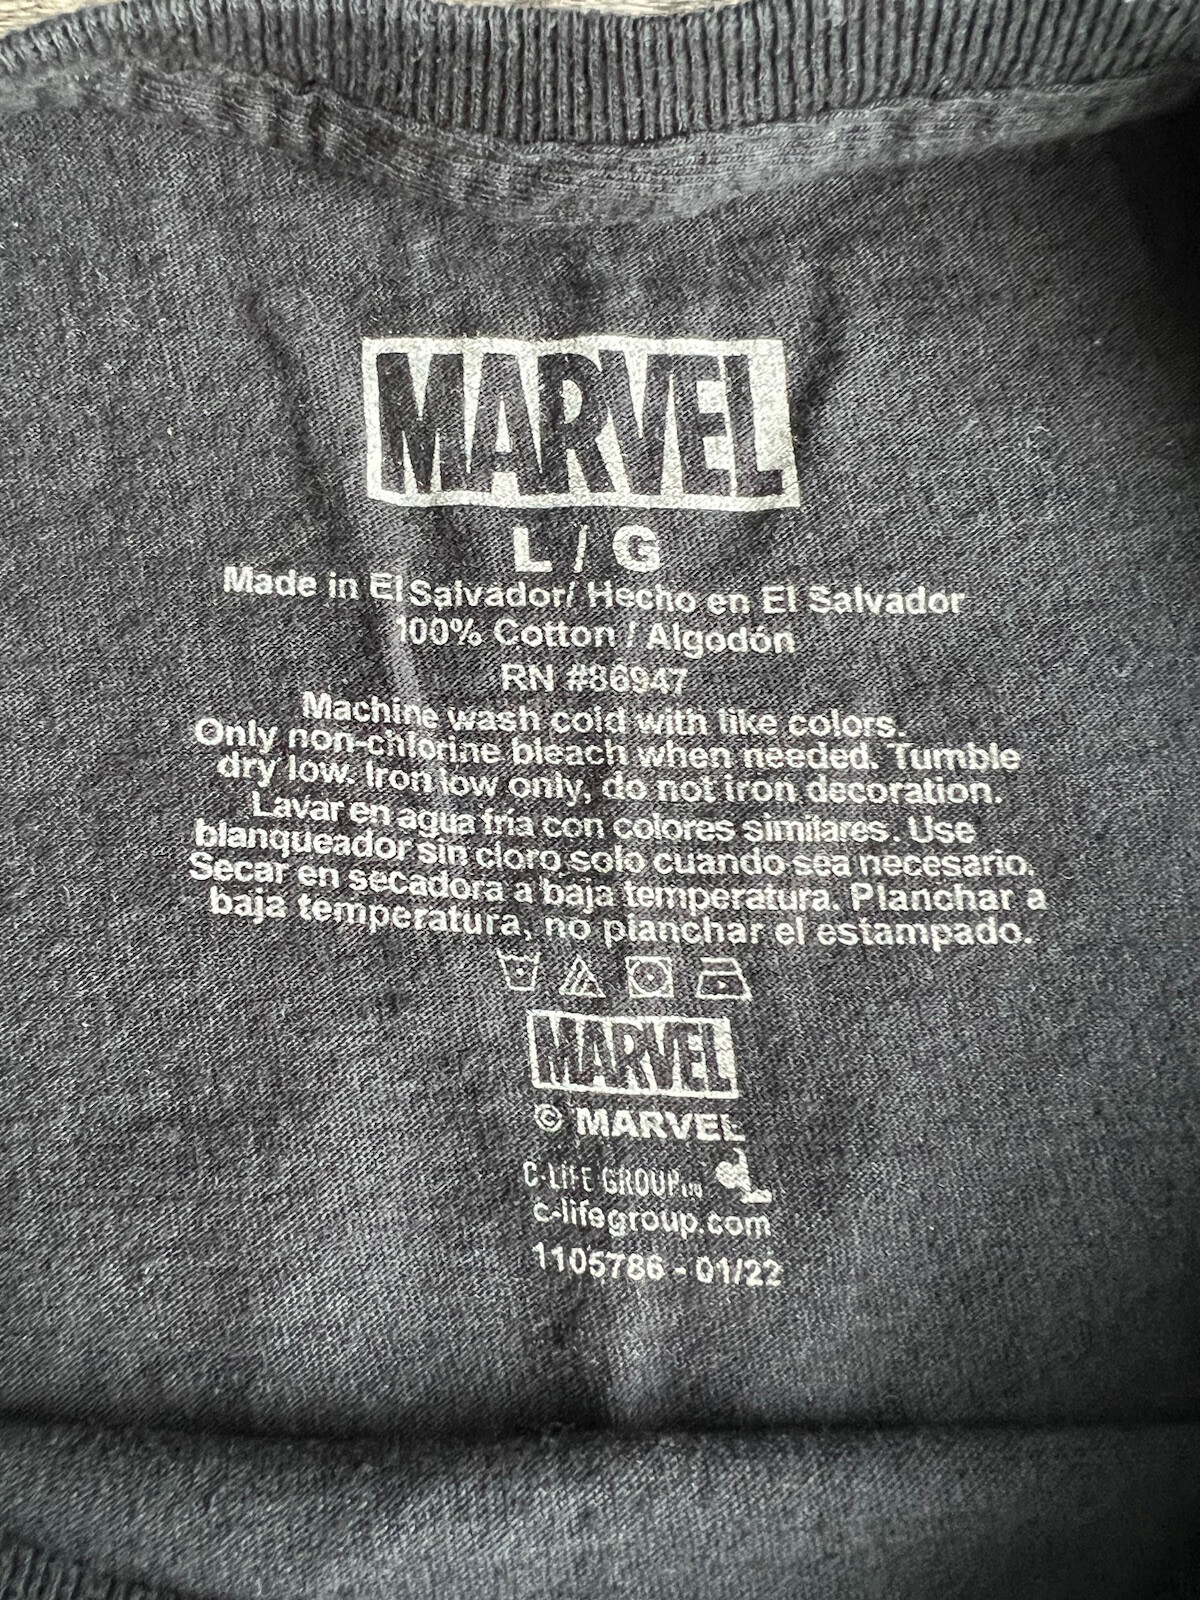 MARVEL
L / G
Made in El Salvador/ Hecho en El Salvador
100% Cotton / Algodón
RN #86947
Machine wash cold with like colors.
Only non-chlorine bleach when needed. Tumble
dry low. Iron low only, do not iron decoration.
Lavar en agua fría con colores similares. Use
blanqueador sin cloro solo cuando sea necesario.
Secar en secadora a baja temperatura. Planchar a
baja temperatura, no planchar el estampado.
MARVEL
© MARVEL
C-LIFE GROUP LTD
c-lifegroup.com
1105786 - 01/22